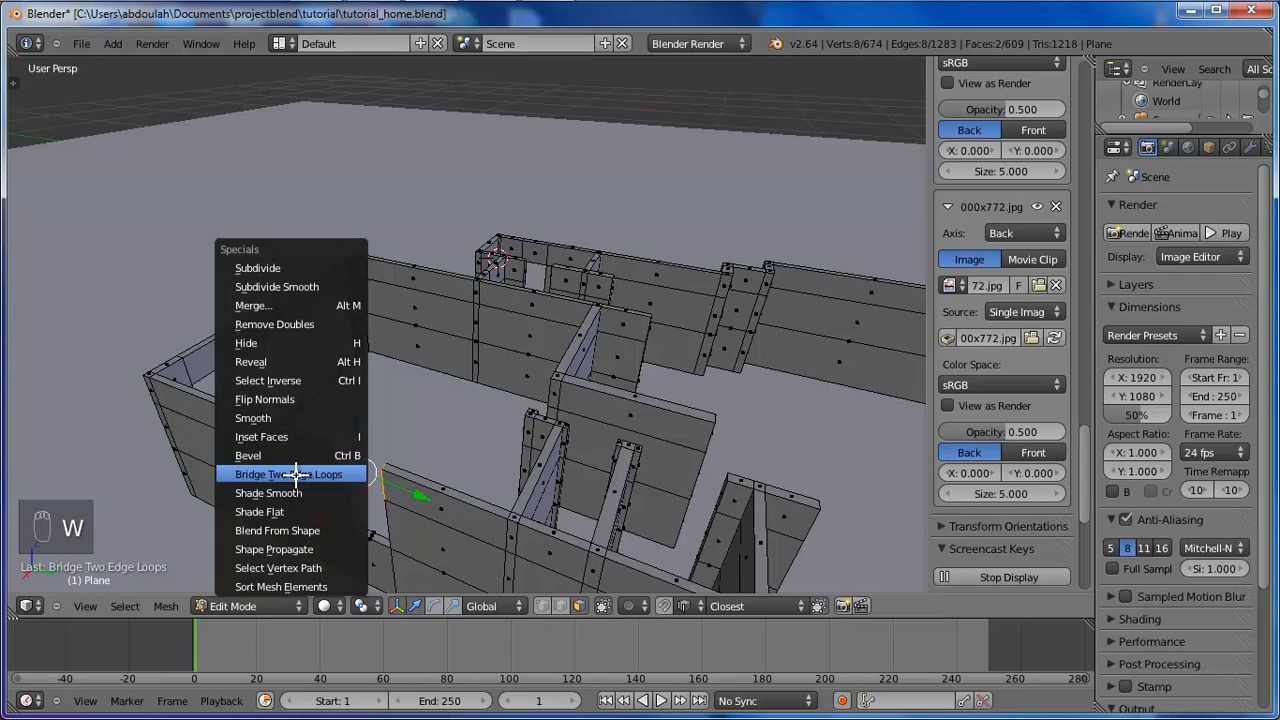 Blender* [C:\Users\abdoulah\Documents\projectblend\tutorial\tutorial_home.blend]
File Add Render Window Help Default Scene Blender Render v2.64 | Verts:8/674 | Edges:8/1283 | Faces:2/609 | Tris:1218 | Plane
User Persp
sRGB
View as Render
Opacity: 0.500
Back Front
X: 0.000 Y: 0.000
Size: 5.000
000x772.jpg
Axis: Back
Image Movie Clip
72.jpg F
Source: Single Imag
00x772.jpg
Color Space:
sRGB
View as Render
Opacity: 0.500
Back Front
X: 0.000 Y: 0.000
Size: 5.000
Transform Orientations
Screencast Keys
Stop Display
View Search All Sc
RenderLay
World
Scene
Render
Rende Anima Play
Display: Image Editor
Layers
Dimensions
Render Presets
Resolution: Frame Range:
X: 1920 Start Fr: 1
Y: 1080 End : 250
50% Frame : 1
Aspect Ratio: Frame Rate:
X: 1.000 24 fps
Y: 1.000 Time Remapp
B Cr 10 10
Anti-Aliasing
5 8 11 16 Mitchell-N
Full Sampl Si: 1.000
Sampled Motion Blur
Shading
Performance
Post Processing
Stamp
Output
Specials
Subdivide
Subdivide Smooth
Merge... Alt M
Remove Doubles
Hide H
Reveal Alt H
Select Inverse Ctrl I
Flip Normals
Smooth
Inset Faces I
Bevel Ctrl B
Bridge Two Edge Loops
Shade Smooth
Shade Flat
Blend From Shape
Shape Propagate
Select Vertex Path
Sort Mesh Elements
W
Last: Bridge Two Edge Loops
(1) Plane
View Select Mesh Edit Mode Global Closest
-40 -20 0 20 40 60 80 100 120 140 160 180 200 220 240 260 280
View Marker Frame Playback Start: 1 End: 250 1 No Sync